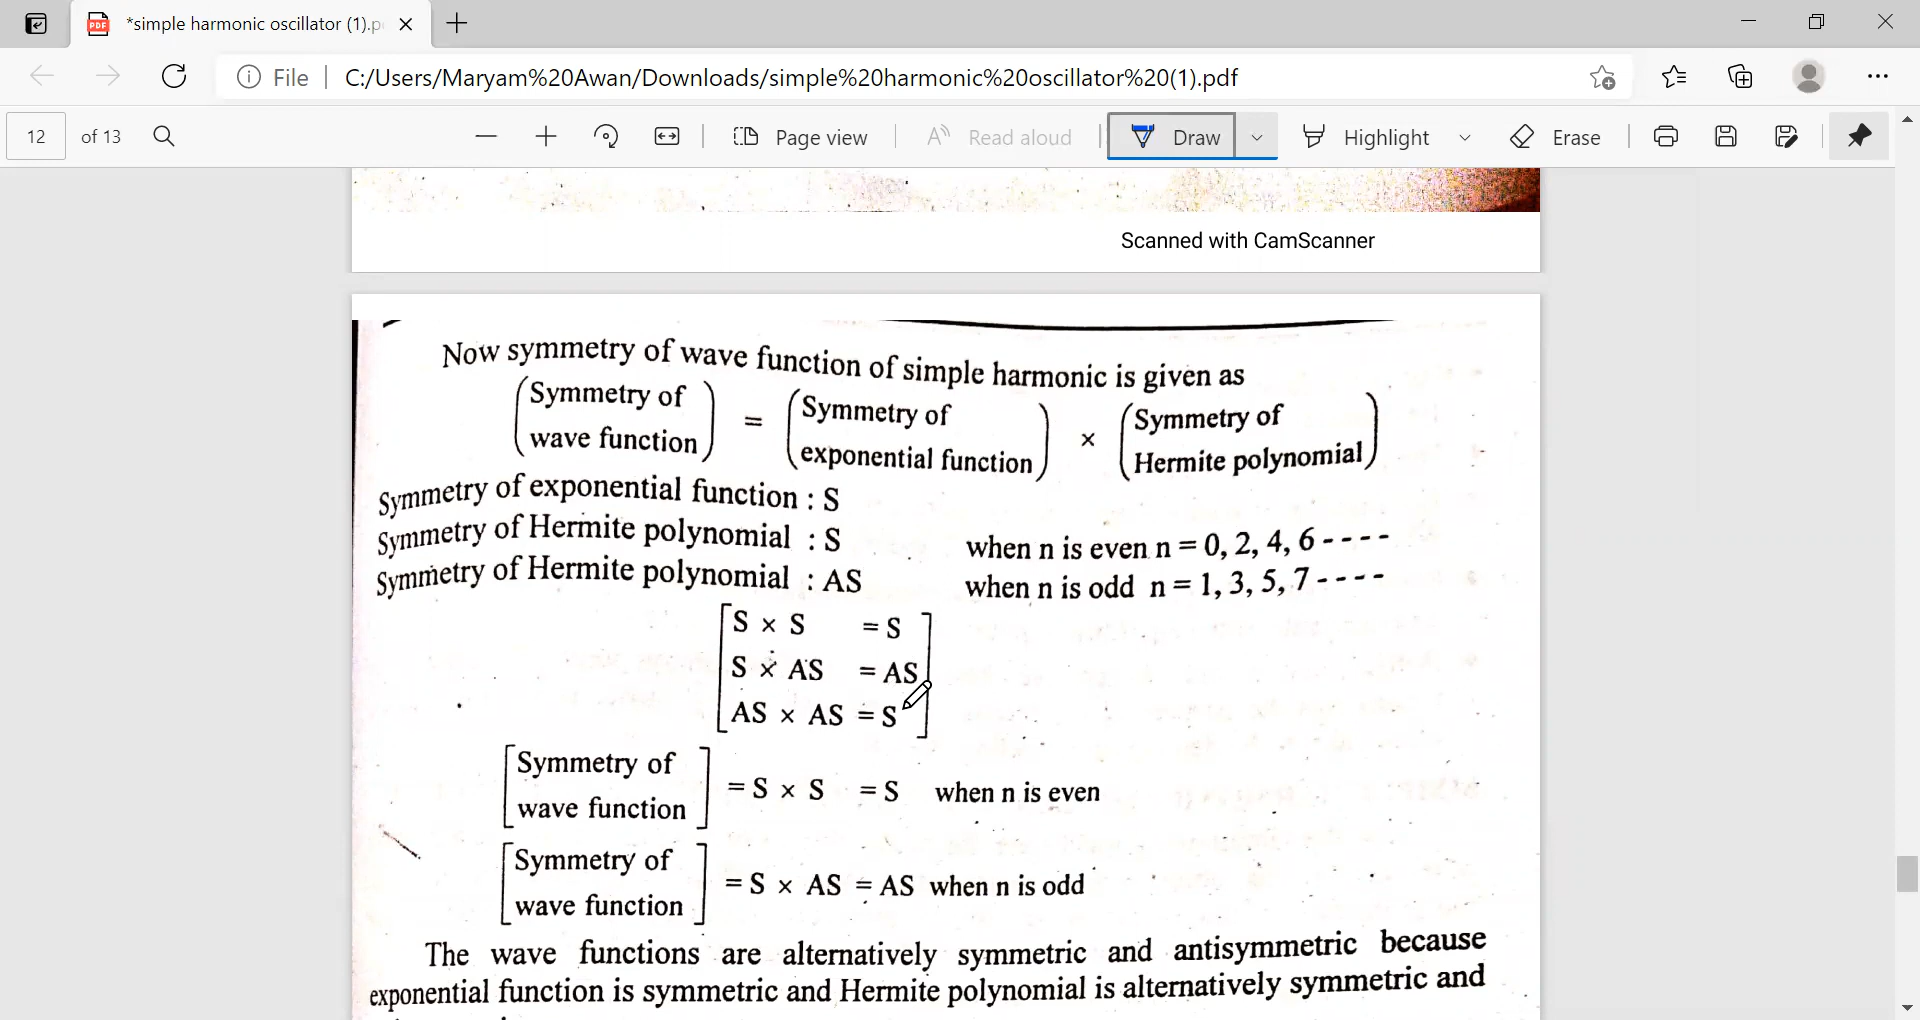 *simple harmonic oscillator (1).p
File | C:/Users/Maryam%20Awan/Downloads/simple%20harmonic%20oscillator%20(1).pdf
12 of 13 Page view Read aloud Draw Highlight Erase
Scanned with CamScanner
Now symmetry of wave function of simple harmonic is given as
(Symmetry of wave function) = (Symmetry of exponential function) × (Symmetry of Hermite polynomial)
Symmetry of exponential function : S
Symmetry of Hermite polynomial : S when n is even n = 0, 2, 4, 6 - - - -
Symmetry of Hermite polynomial : AS when n is odd n = 1, 3, 5, 7 - - - -
S × S = S
S × AS = AS
AS × AS = S
[Symmetry of wave function] = S × S = S when n is even
[Symmetry of wave function] = S × AS = AS when n is odd
The wave functions are alternatively symmetric and antisymmetric because
exponential function is symmetric and Hermite polynomial is alternatively symmetric and